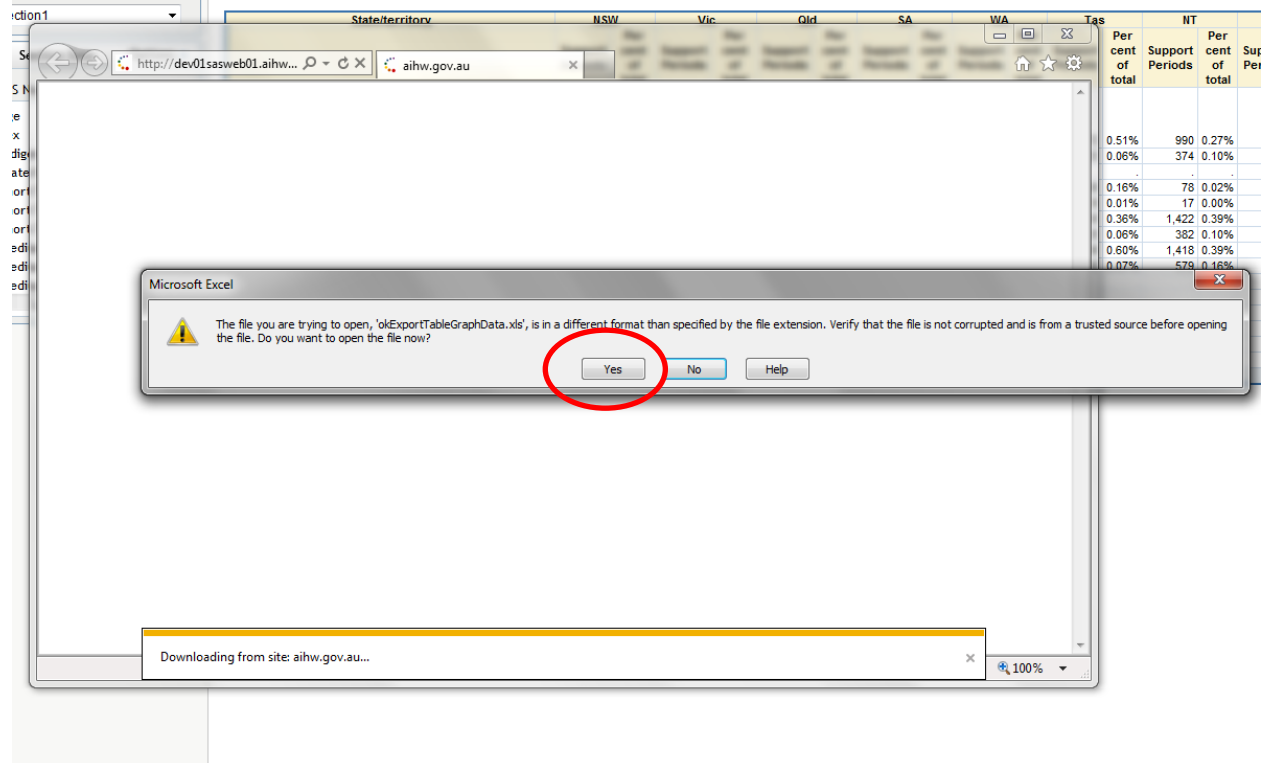 ection1
State/territory NSW Vic Qld SA WA Tas NT
Per cent of total Support Periods Per cent of total
http://dev01sasweb01.aihw...
aihw.gov.au
S N
0.51% 990 0.27%
0.06% 374 0.10%
. . .
0.16% 78 0.02%
0.01% 17 0.00%
0.36% 1,422 0.39%
0.06% 382 0.10%
0.60% 1,418 0.39%
0.07% 579 0.16%
Microsoft Excel
The file you are trying to open, 'okExportTableGraphData.xls', is in a different format than specified by the file extension. Verify that the file is not corrupted and is from a trusted source before opening
the file. Do you want to open the file now?
Yes No Help
Downloading from site: aihw.gov.au...
100%